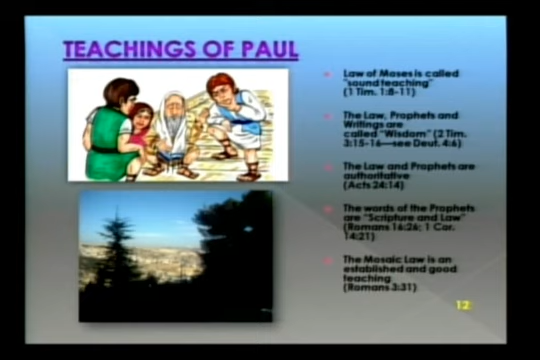 TEACHINGS OF PAUL
Law of Moses is called
"sound teaching"
(1 Tim. 1:8-11)
The Law, Prophets and
Writings are
called "Wisdom" (2 Tim.
3:15-16—see Deut. 4:6)
The Law and Prophets are
authoritative
(Acts 24:14)
The words of the Prophets
are "Scripture and Law"
(Romans 16:26; 1 Cor.
14:21)
The Mosaic Law is an
established and good
teaching
(Romans 3:31)
12